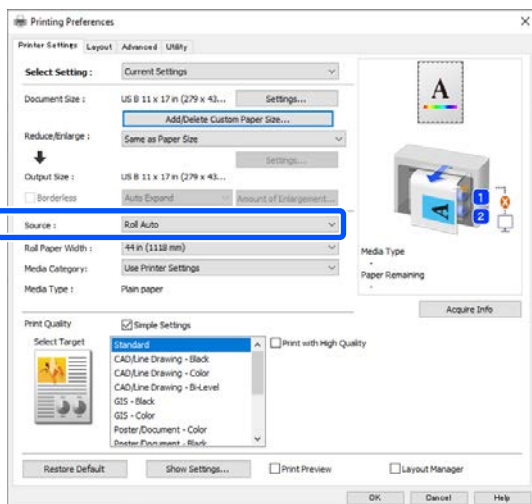 Printing Preferences
Printer Settings Layout Advanced Utility
Select Setting : Current Settings
Document Size : US B 11 x 17 in (279 x 43... Settings...
Add/Delete Custom Paper Size...
Reduce/Enlarge : Same as Paper Size
Settings...
Output Size : US B 11 x 17 in (279 x 43...
Borderless Auto Expand Amount of Enlargement...
Source : Roll Auto
Roll Paper Width : 44 in (1118 mm)
Media Category: Use Printer Settings
Media Type : Plain paper
A
A
1
2
Media Type
-
Paper Remaining
-
Acquire Info
Print Quality Simple Settings
Select Target
Standard
CAD/Line Drawing - Black
CAD/Line Drawing - Color
CAD/Line Drawing - Bi-Level
GIS - Black
GIS - Color
Poster/Document - Color
Poster/Document - Black
Print with High Quality
Restore Default Show Settings... Print Preview Layout Manager
OK Cancel Help